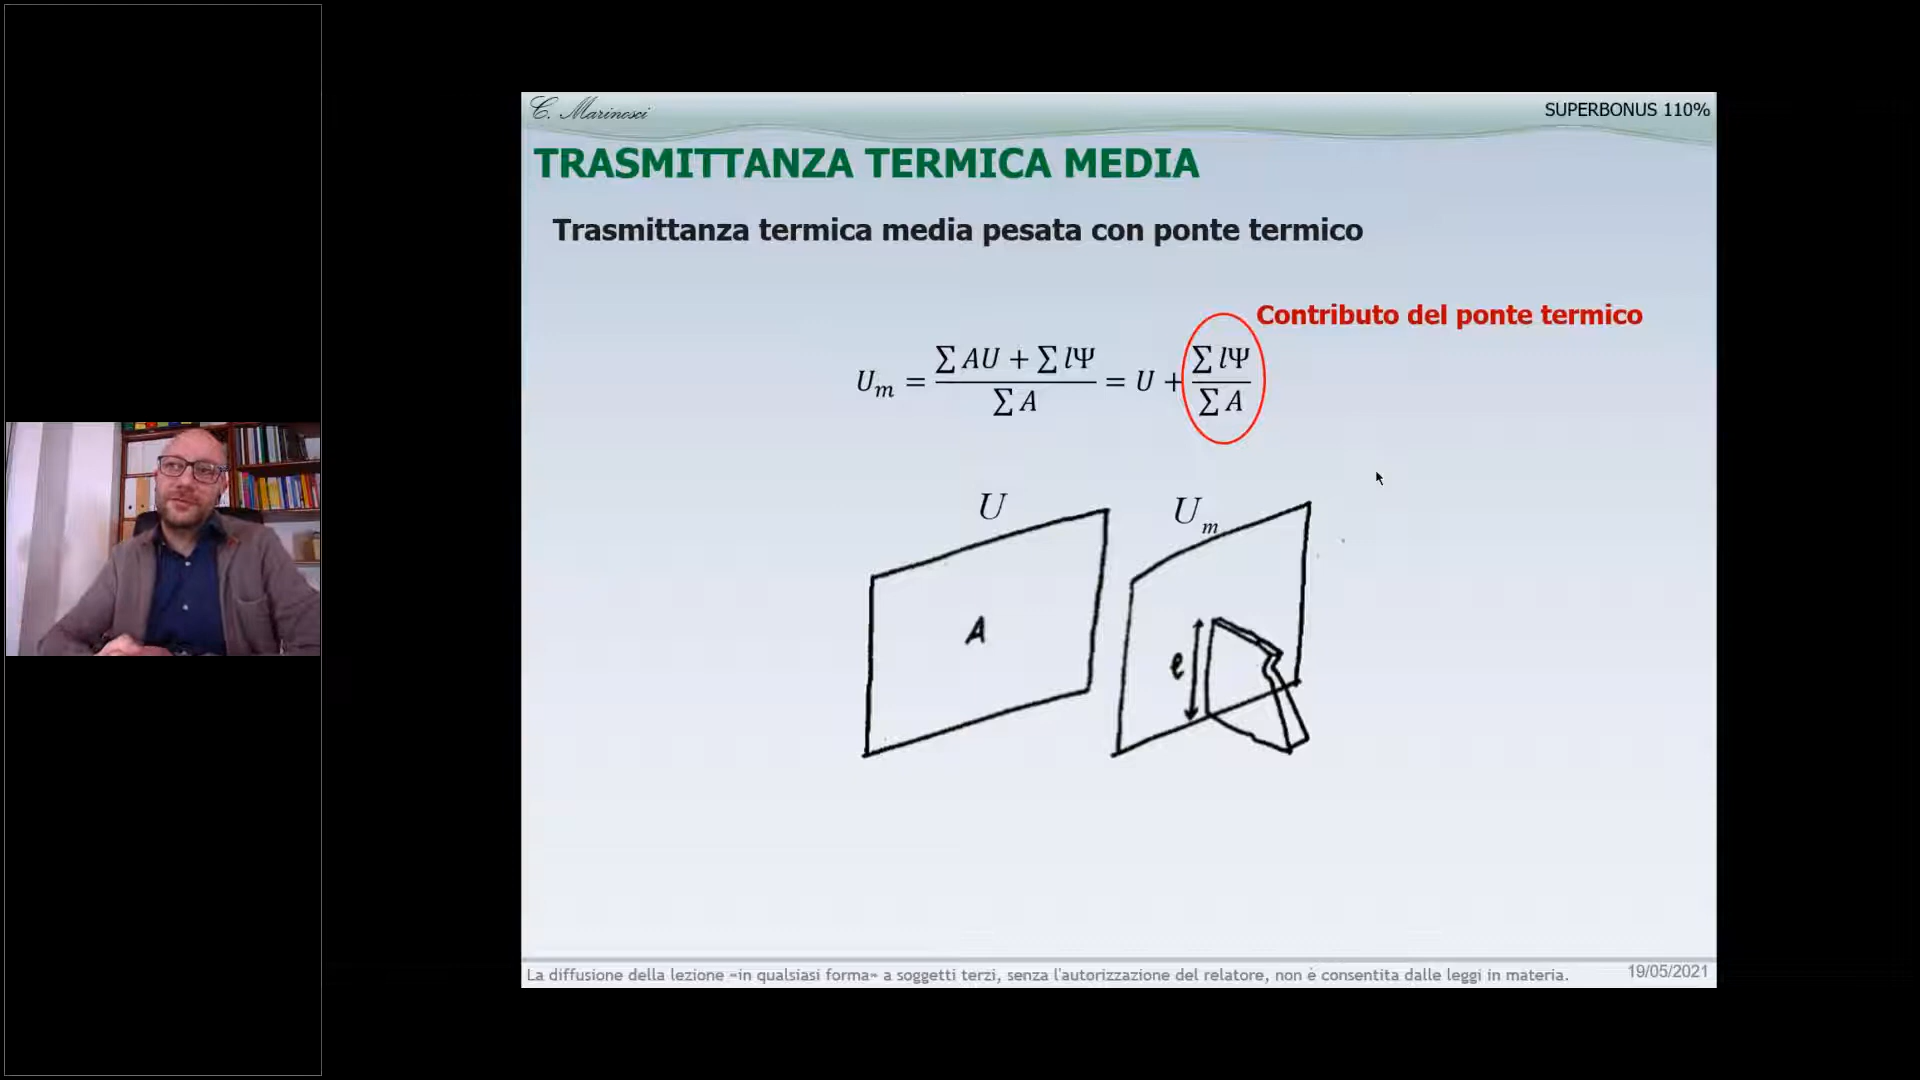 C. Marinosci
SUPERBONUS 110%
TRASMITTANZA TERMICA MEDIA
Trasmittanza termica media pesata con ponte termico
Contributo del ponte termico
Uₘ = (∑ AU + ∑ lΨ) / ∑ A = U + ∑ lΨ / ∑ A
U
Uₘ
A
l
La diffusione della lezione «in qualsiasi forma» a soggetti terzi, senza l'autorizzazione del relatore, non è consentita dalle leggi in materia.
19/05/2021